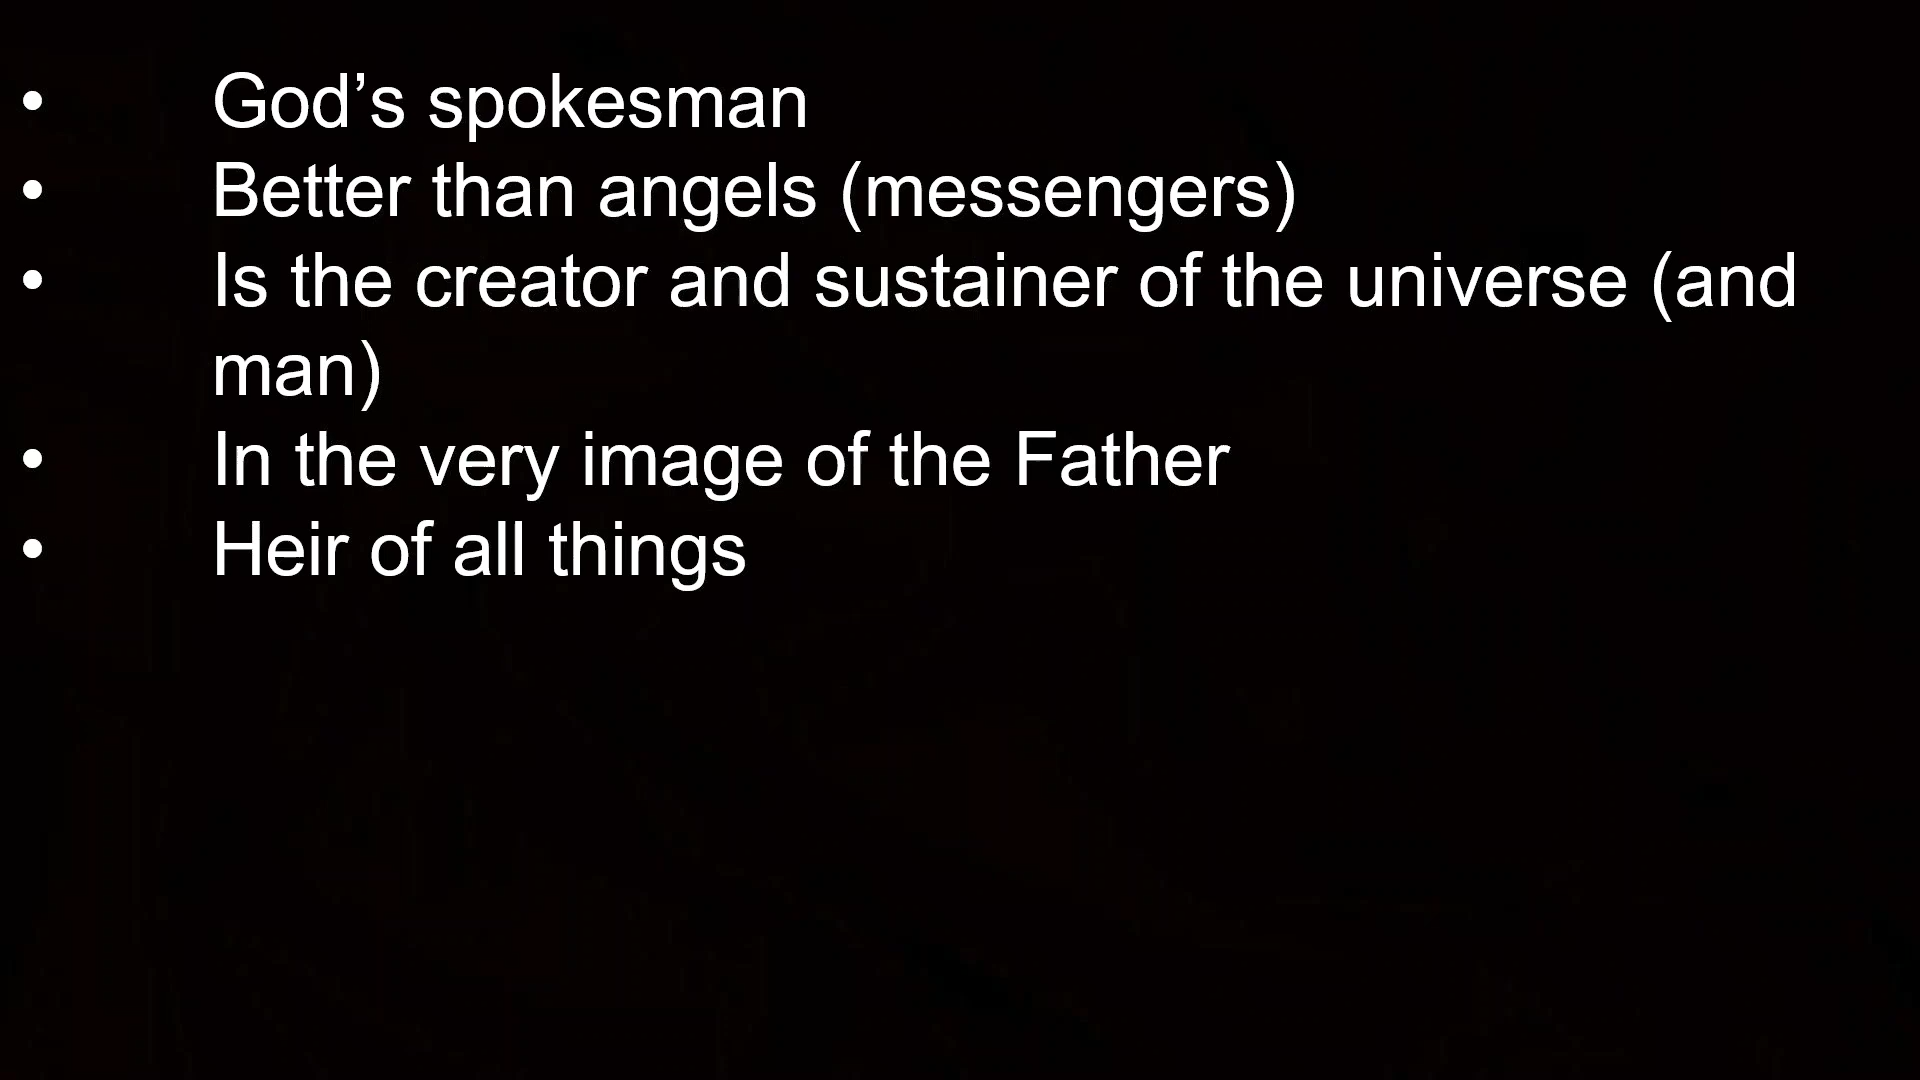 • God’s spokesman
• Better than angels (messengers)
• Is the creator and sustainer of the universe (and
man)
• In the very image of the Father
• Heir of all things